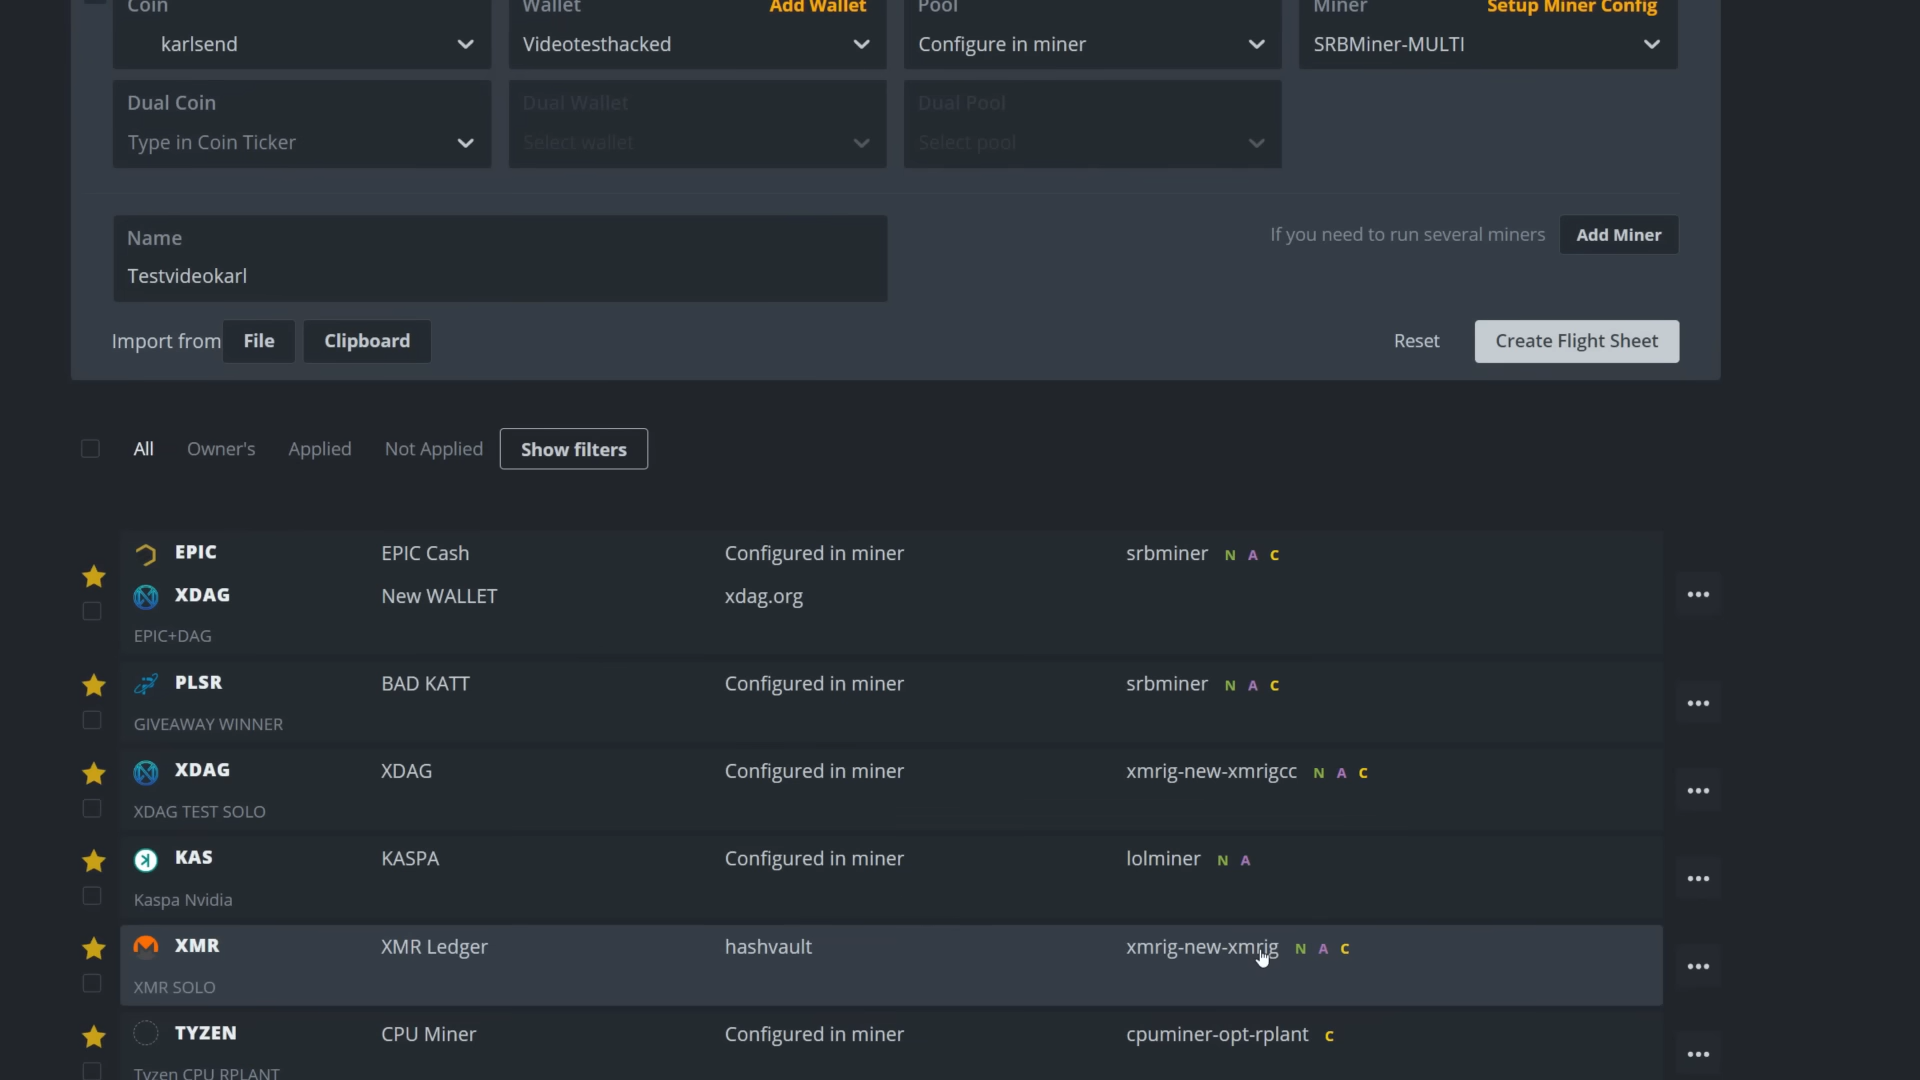 Coin
karlsend
Wallet
Add Wallet
Videotesthacked
Pool
Configure in miner
Miner
Setup Miner Config
SRBMiner-MULTI
Dual Coin
Type in Coin Ticker
Dual Wallet
Select wallet
Dual Pool
Select pool
Name
Testvideokarl
If you need to run several miners
Add Miner
Import from
File
Clipboard
Reset
Create Flight Sheet
All
Owner's
Applied
Not Applied
Show filters
EPIC EPIC Cash Configured in miner srbminer N A C
XDAG New WALLET xdag.org
EPIC+DAG
PLSR BAD KATT Configured in miner srbminer N A C
GIVEAWAY WINNER
XDAG XDAG Configured in miner xmrig-new-xmrigcc N A C
XDAG TEST SOLO
KAS KASPA Configured in miner lolminer N A
Kaspa Nvidia
XMR XMR Ledger hashvault xmrig-new-xmrig N A C
XMR SOLO
TYZEN CPU Miner Configured in miner cpuminer-opt-rplant C
Tyzen CPU RPLANT